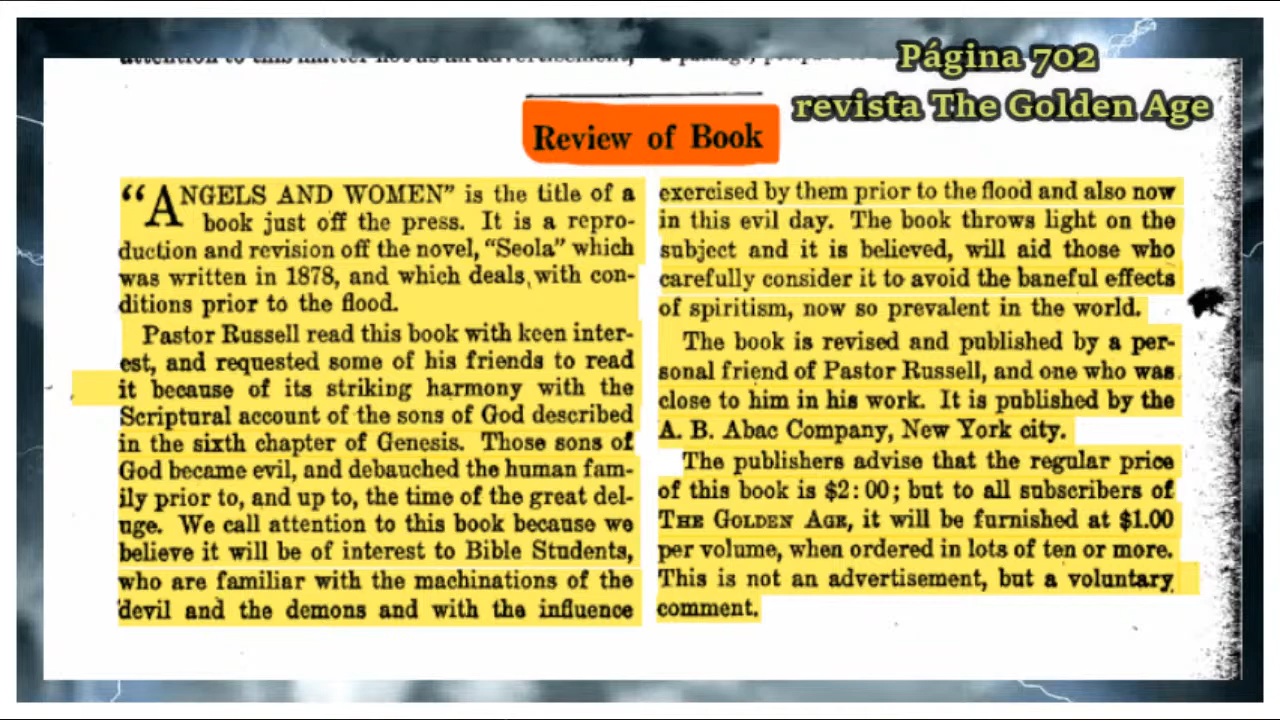 Página 702
revista The Golden Age
Review of Book
“ANGELS AND WOMEN” is the title of a
book just off the press. It is a repro-
duction and revision off the novel, “Seola” which
was written in 1878, and which deals with con-
ditions prior to the flood.
Pastor Russell read this book with keen inter-
est, and requested some of his friends to read
it because of its striking harmony with the
Scriptural account of the sons of God described
in the sixth chapter of Genesis. Those sons of
God became evil, and debauched the human fam-
ily prior to, and up to, the time of the great del-
uge. We call attention to this book because we
believe it will be of interest to Bible Students,
who are familiar with the machinations of the
devil and the demons and with the influence
exercised by them prior to the flood and also now
in this evil day. The book throws light on the
subject and it is believed, will aid those who
carefully consider it to avoid the baneful effects
of spiritism, now so prevalent in the world.
The book is revised and published by a per-
sonal friend of Pastor Russell, and one who was
close to him in his work. It is published by the
A. B. Abac Company, New York city.
The publishers advise that the regular price
of this book is $2:00; but to all subscribers of
THE GOLDEN AGE, it will be furnished at $1.00
per volume, when ordered in lots of ten or more.
This is not an advertisement, but a voluntary
comment.